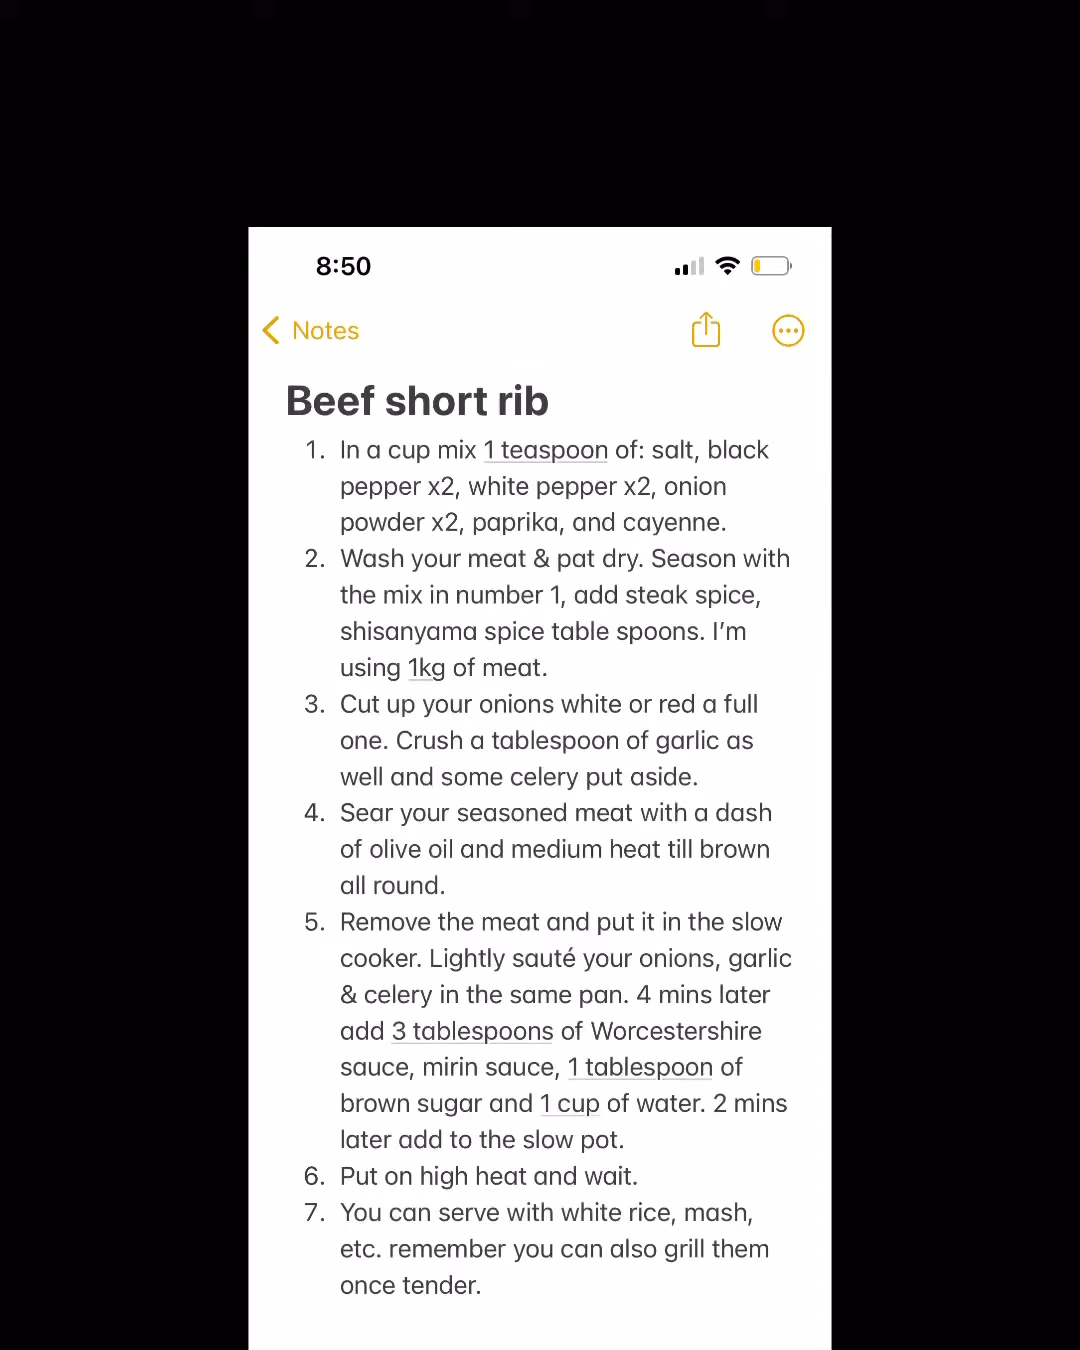 8:50
Notes
Beef short rib
1. In a cup mix 1 teaspoon of: salt, black
pepper x2, white pepper x2, onion
powder x2, paprika, and cayenne.
2. Wash your meat & pat dry. Season with
the mix in number 1, add steak spice,
shisanyama spice table spoons. I’m
using 1kg of meat.
3. Cut up your onions white or red a full
one. Crush a tablespoon of garlic as
well and some celery put aside.
4. Sear your seasoned meat with a dash
of olive oil and medium heat till brown
all round.
5. Remove the meat and put it in the slow
cooker. Lightly sauté your onions, garlic
& celery in the same pan. 4 mins later
add 3 tablespoons of Worcestershire
sauce, mirin sauce, 1 tablespoon of
brown sugar and 1 cup of water. 2 mins
later add to the slow pot.
6. Put on high heat and wait.
7. You can serve with white rice, mash,
etc. remember you can also grill them
once tender.